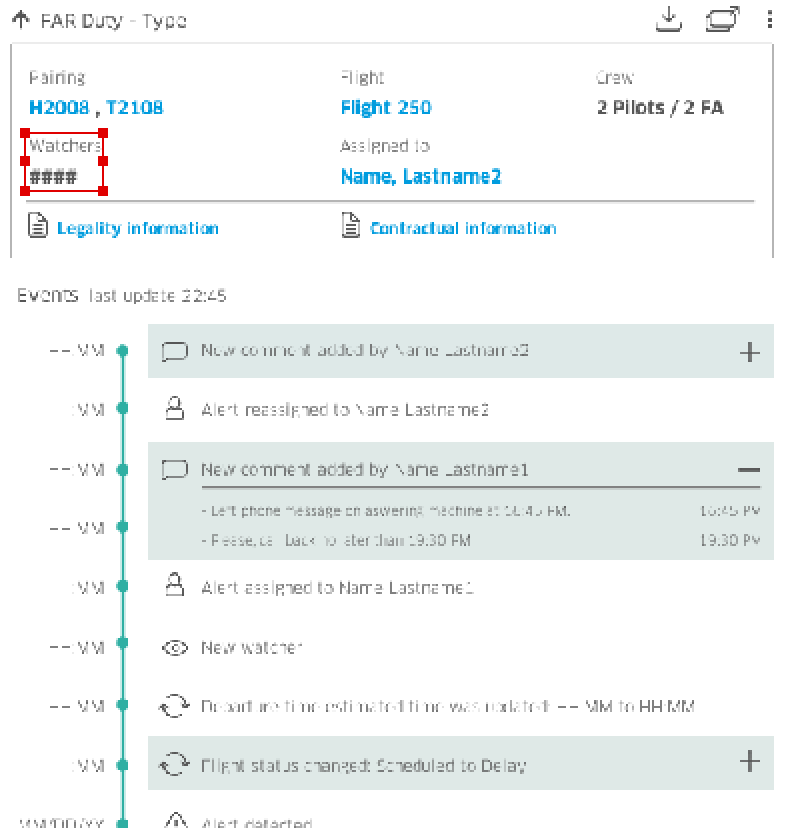 FAR Duty - Type
Pairing Flight Crew
H2008 , T2108 Flight 250 2 Pilots / 2 FA
Watchers Assigned to
#### Name, Lastname2
Legality information Contractual information
Events last update 22:45
MM New comment added by Name Lastname2
MM Alert reassigned to Name Lastname2
MM New comment added by Name Lastname1
- Left phone message on aswering machine at 16:45 PM. 16:45 PM
MM - Please, call back no later than 19:30 PM 19:30 PM
MM Alert assigned to Name Lastname1
MM New watcher
MM Departure time estimated time was updated: MM to HH:MM
MM Flight status changed: Scheduled to Delay
MM/DD/YY Alert detected